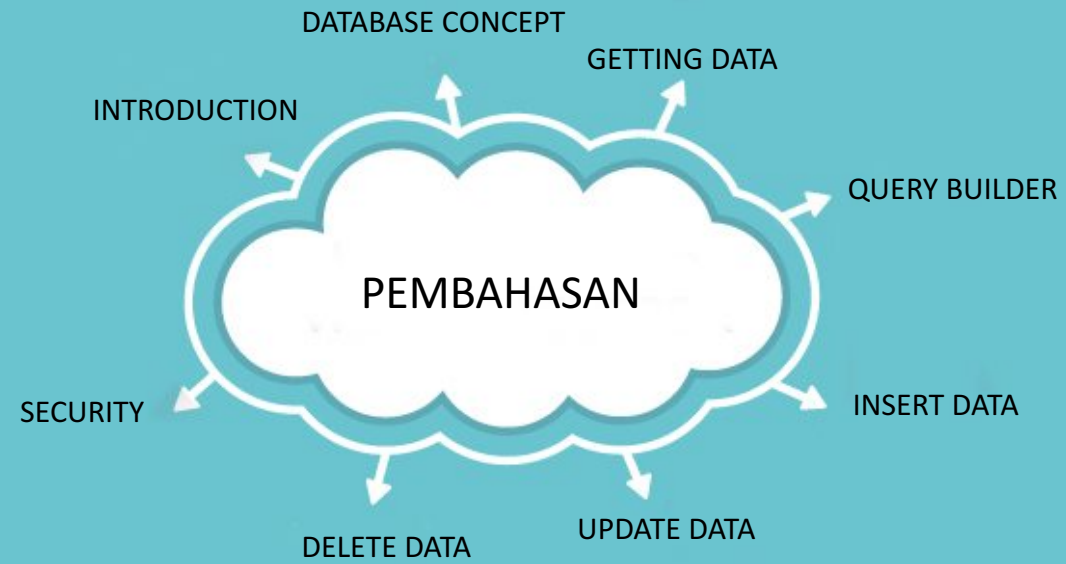 DATABASE CONCEPT
GETTING DATA
INTRODUCTION
QUERY BUILDER
PEMBAHASAN
SECURITY
INSERT DATA
UPDATE DATA
DELETE DATA